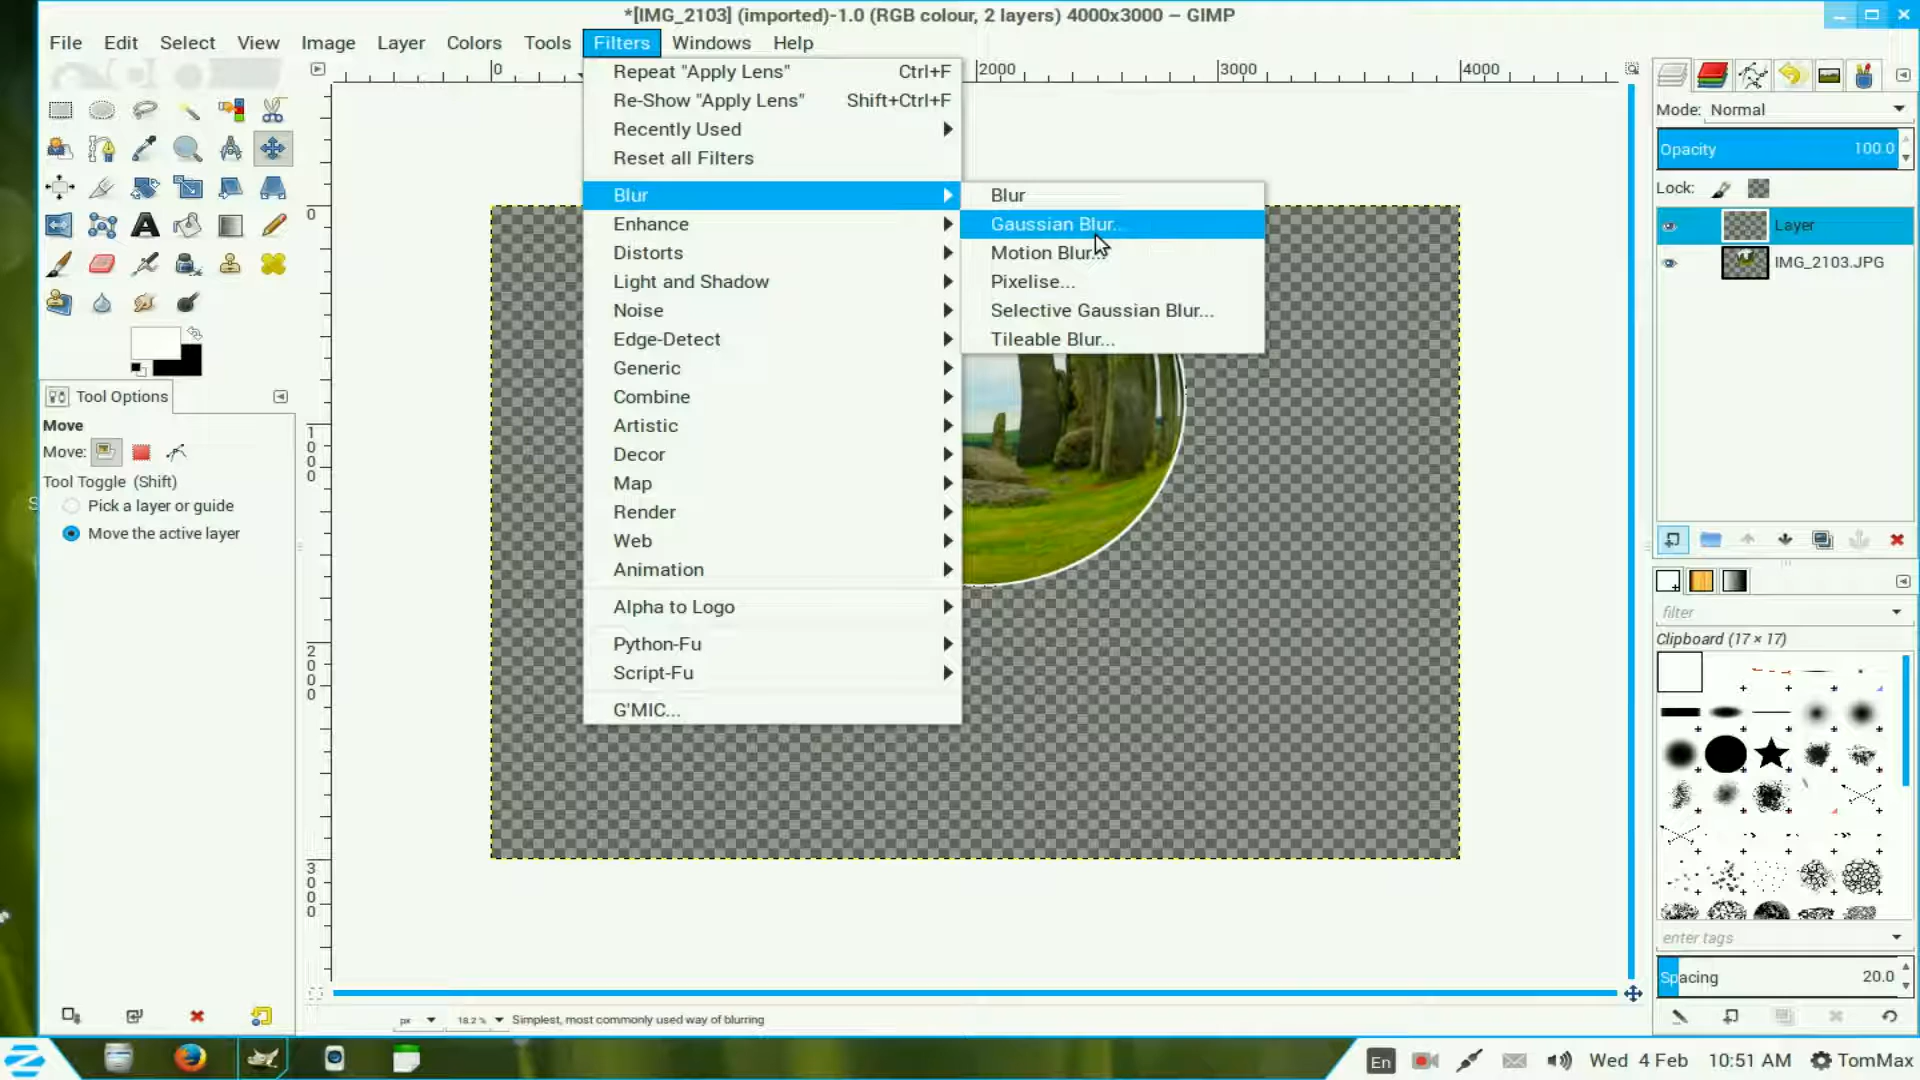 *[IMG_2103] (imported)-1.0 (RGB colour, 2 layers) 4000x3000 – GIMP
File Edit Select View Image Layer Colors Tools Filters Windows Help
0 2000 3000 4000
Repeat "Apply Lens" Ctrl+F
Re-Show "Apply Lens" Shift+Ctrl+F
Recently Used
Reset all Filters
Blur
Enhance
Distorts
Light and Shadow
Noise
Edge-Detect
Generic
Combine
Artistic
Decor
Map
Render
Web
Animation
Alpha to Logo
Python-Fu
Script-Fu
G'MIC...
Blur
Gaussian Blur...
Motion Blur...
Pixelise...
Selective Gaussian Blur...
Tileable Blur...
Tool Options
Move
Move:
Tool Toggle (Shift)
Pick a layer or guide
Move the active layer
0
1000
2000
3000
Mode: Normal
Opacity 100.0
Lock:
Layer
IMG_2103.JPG
filter
Clipboard (17 × 17)
enter tags
Spacing 20.0
px 18.2 % Simplest, most commonly used way of blurring
En Wed 4 Feb 10:51 AM TomMax